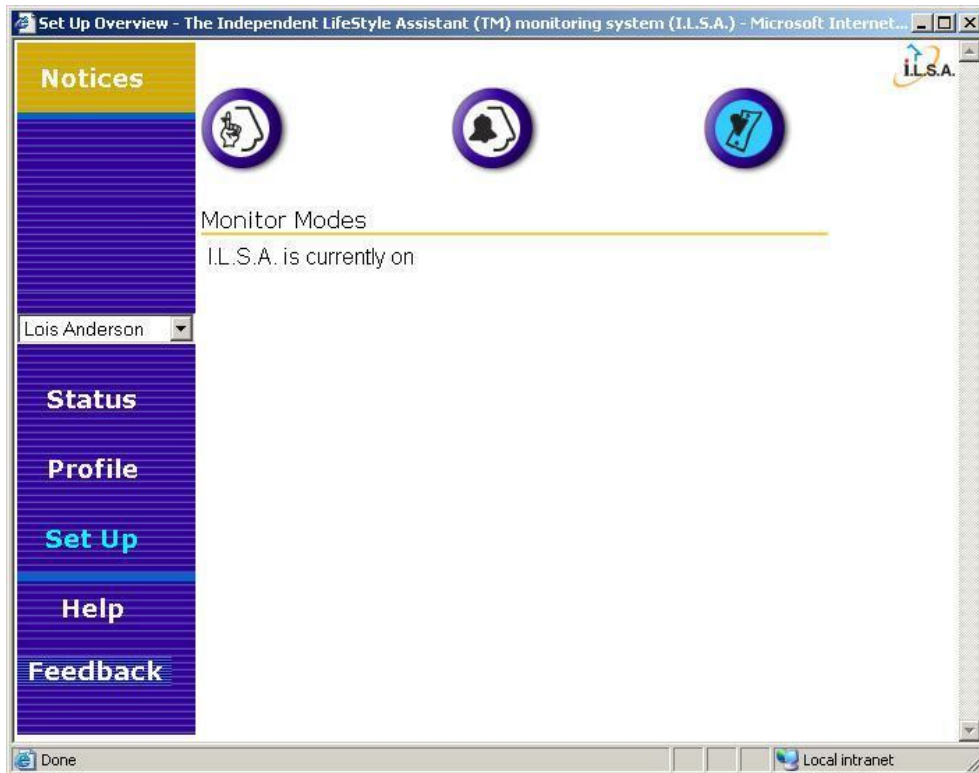 Set Up Overview - The Independent LifeStyle Assistant (TM) monitoring system (I.L.S.A.) - Microsoft Internet...
Notices
i.L.S.A.
Monitor Modes
I.L.S.A. is currently on
Lois Anderson
Status
Profile
Set Up
Help
Feedback
Done
Local intranet